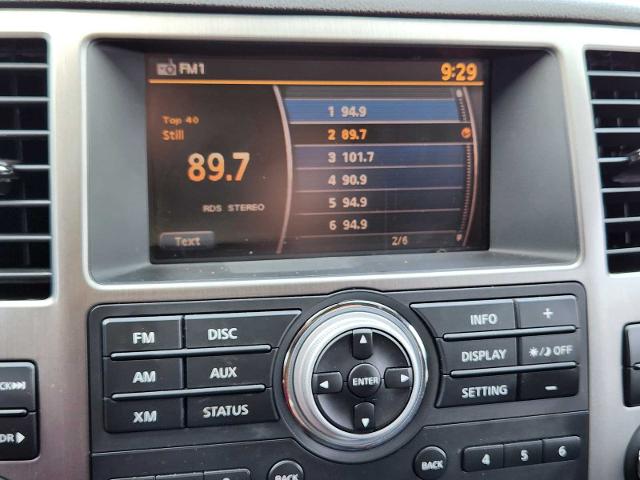 FM1
9:29
Top 40
Still
89.7
RDS STEREO
Text
1 94.9
2 89.7
3 101.7
4 90.9
5 94.9
6 94.9
2/6
FM
DISC
AM
AUX
XM
STATUS
ENTER
INFO
+
DISPLAY
OFF
SETTING
−
BACK
BACK
4 5 6